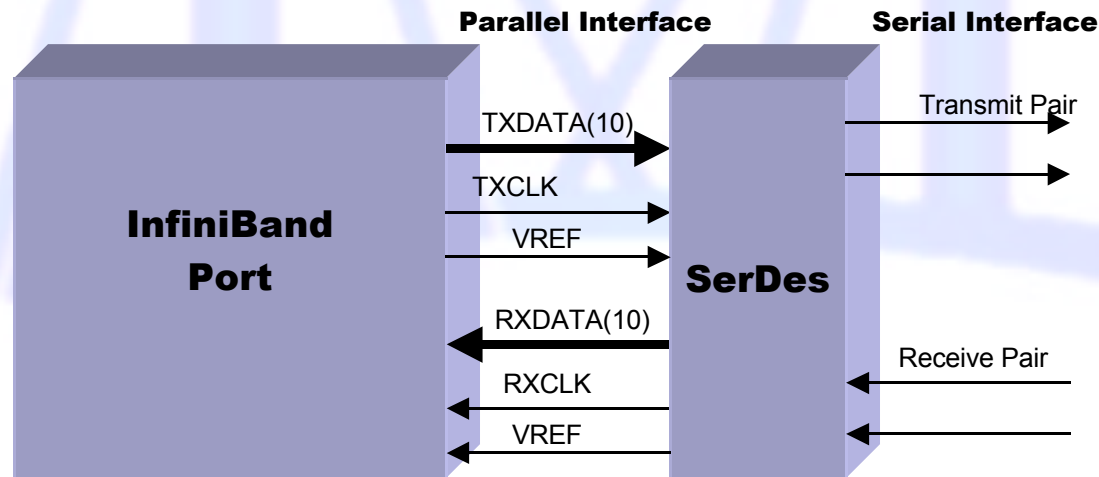 Parallel Interface
Serial Interface
TXDATA(10)
Transmit Pair
TXCLK
InfiniBand
Port
VREF
SerDes
RXDATA(10)
Receive Pair
RXCLK
VREF